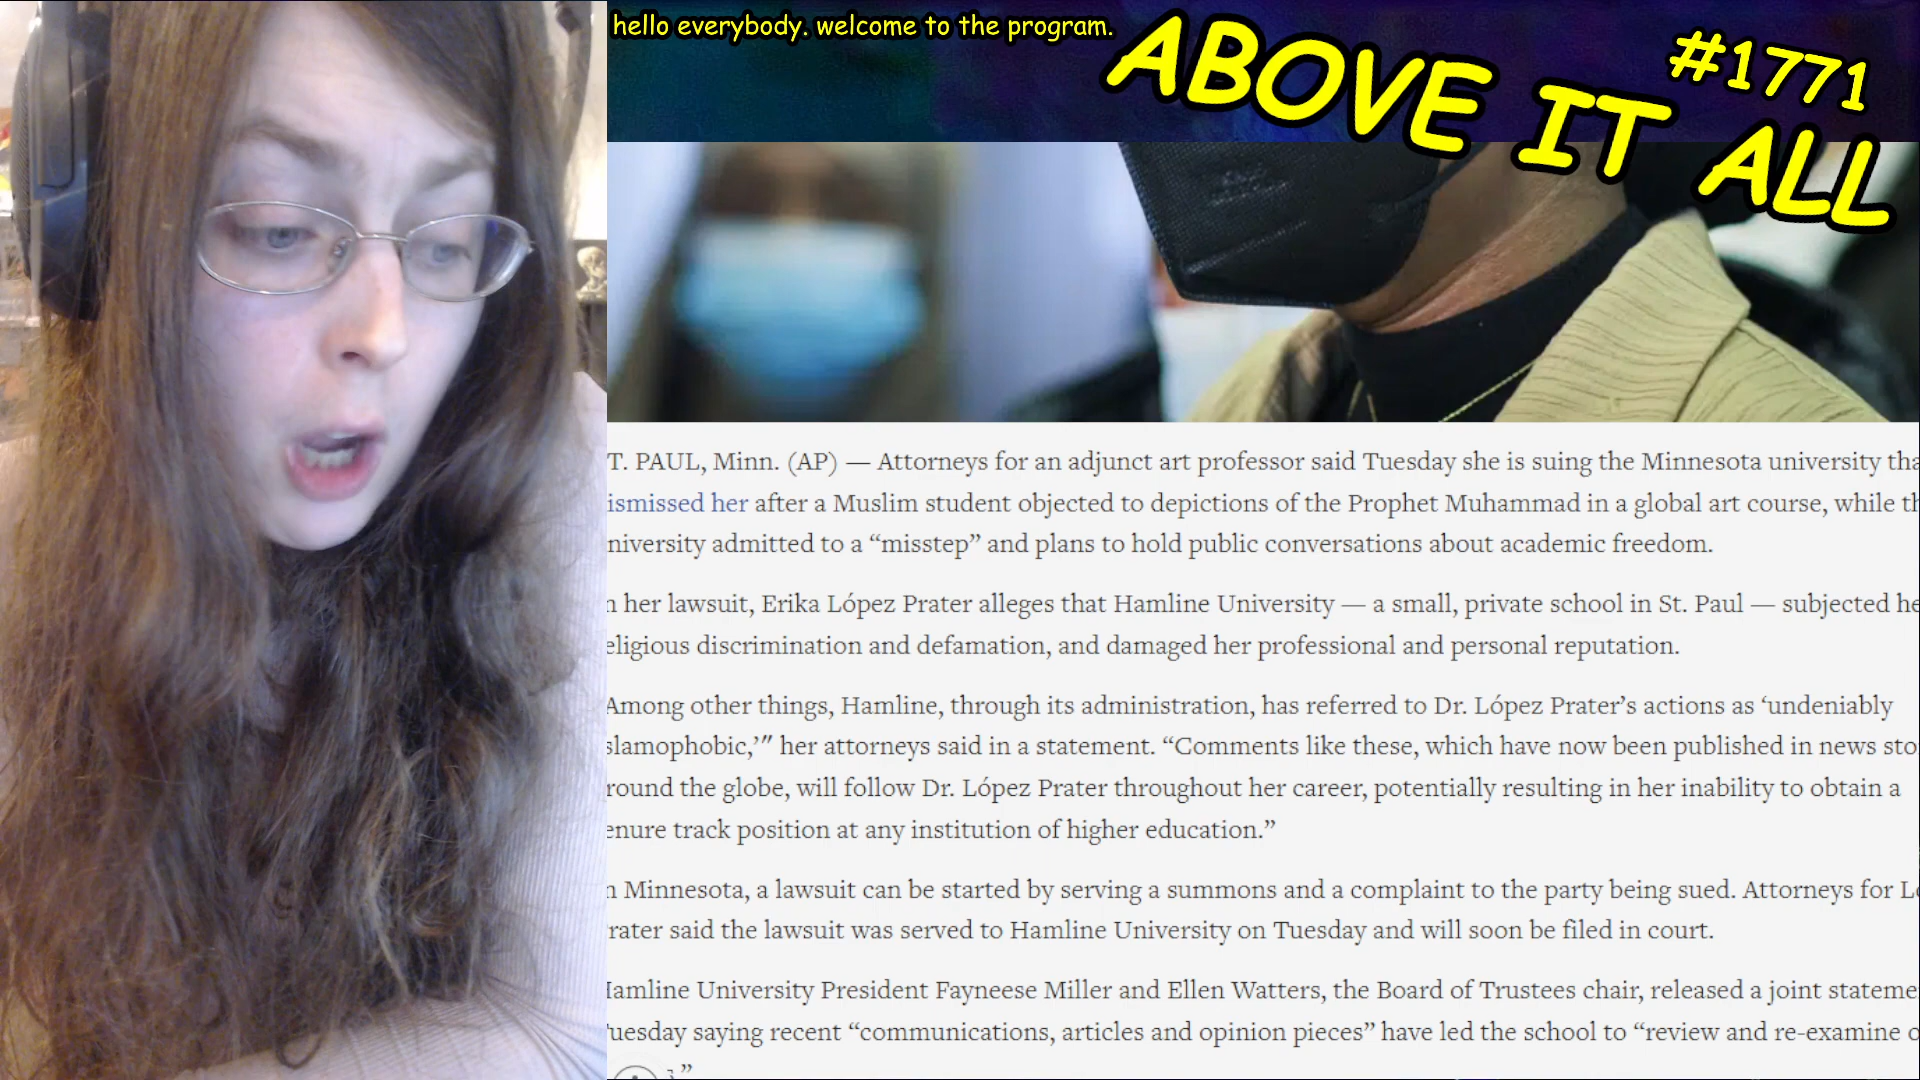 hello everybody. welcome to the program.
#1771
ABOVE IT ALL
T. PAUL, Minn. (AP) — Attorneys for an adjunct art professor said Tuesday she is suing the Minnesota university tha
ismissed her after a Muslim student objected to depictions of the Prophet Muhammad in a global art course, while th
niversity admitted to a “misstep” and plans to hold public conversations about academic freedom.
n her lawsuit, Erika López Prater alleges that Hamline University — a small, private school in St. Paul — subjected he
eligious discrimination and defamation, and damaged her professional and personal reputation.
Among other things, Hamline, through its administration, has referred to Dr. López Prater’s actions as ‘undeniably
slamophobic,’″ her attorneys said in a statement. “Comments like these, which have now been published in news sto
round the globe, will follow Dr. López Prater throughout her career, potentially resulting in her inability to obtain a
enure track position at any institution of higher education.”
n Minnesota, a lawsuit can be started by serving a summons and a complaint to the party being sued. Attorneys for Ló
rater said the lawsuit was served to Hamline University on Tuesday and will soon be filed in court.
Hamline University President Fayneese Miller and Ellen Watters, the Board of Trustees chair, released a joint stateme
uesday saying recent “communications, articles and opinion pieces” have led the school to “review and re-examine o